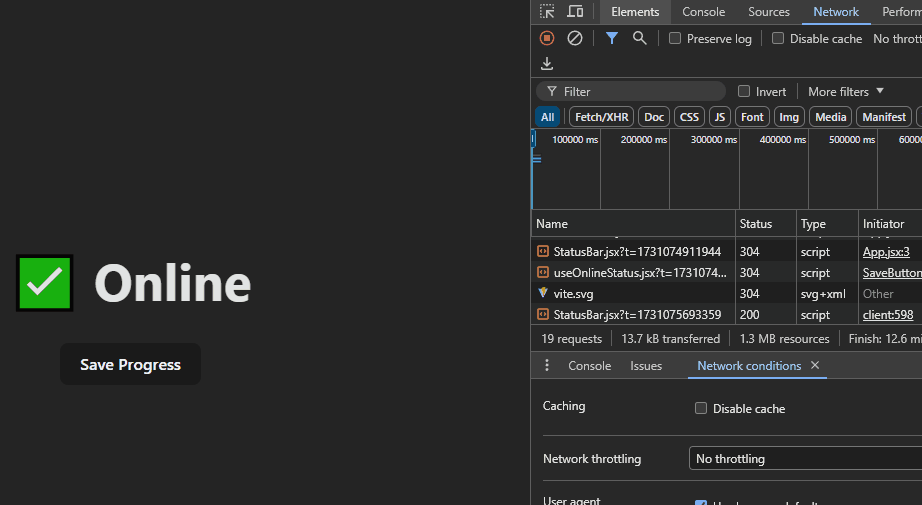 Elements Console Sources Network Perform
Preserve log Disable cache No thrott
Filter Invert More filters
All Fetch/XHR Doc CSS JS Font Img Media Manifest
100000 ms 200000 ms 300000 ms 400000 ms 500000 ms 60000
Name Status Type Initiator
StatusBar.jsx?t=1731074911944 304 script App.jsx:3
useOnlineStatus.jsx?t=1731074... 304 script SaveButton
vite.svg 304 svg+xml Other
StatusBar.jsx?t=1731075693359 200 script client:598
19 requests 13.7 kB transferred 1.3 MB resources Finish: 12.6 mi
Console Issues Network conditions
Caching Disable cache
Network throttling No throttling
User agent
✅ Online
Save Progress